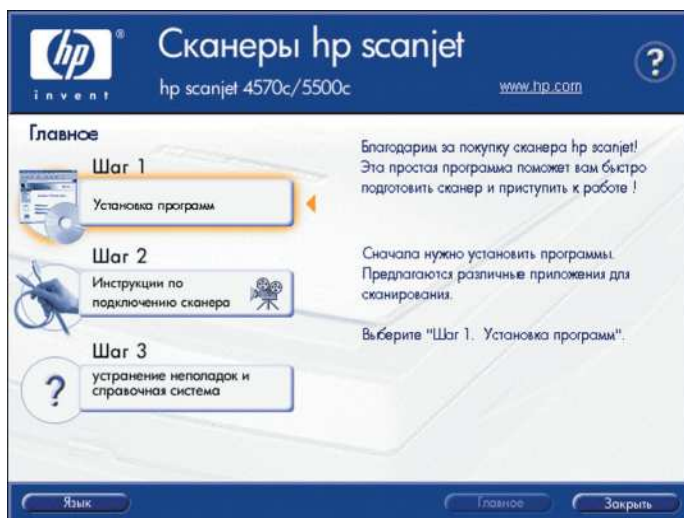 hp
®
invent
Сканеры hp scanjet
hp scanjet 4570c/5500c
www.hp.com
?
Главное
Шаг 1
Установка программ
Шаг 2
Инструкции по
подключению сканера
Шаг 3
?
устранение неполадок и
справочная система
Благодарим за покупку сканера hp scanjet!
Эта простая программа поможет вам быстро
подготовить сканер и приступить к работе !
Сначала нужно установить программы.
Предлагаются различные приложения для
сканирования.
Выберите "Шаг 1. Установка программ".
Язык
Главное
Закрыть